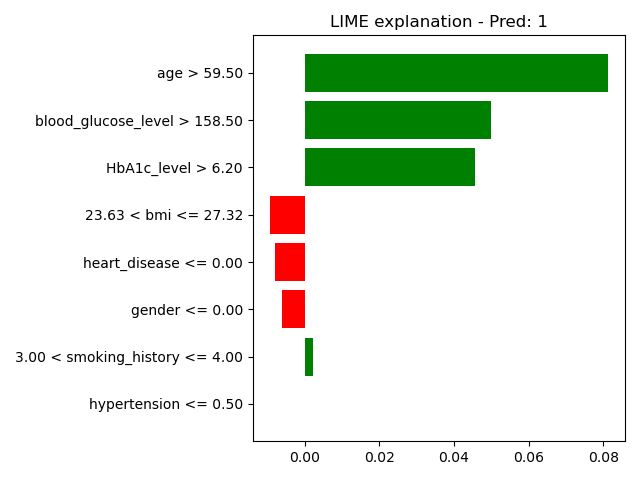 LIME explanation - Pred: 1
age > 59.50
blood_glucose_level > 158.50
HbA1c_level > 6.20
23.63 < bmi <= 27.32
heart_disease <= 0.00
gender <= 0.00
3.00 < smoking_history <= 4.00
hypertension <= 0.50
0.00 0.02 0.04 0.06 0.08